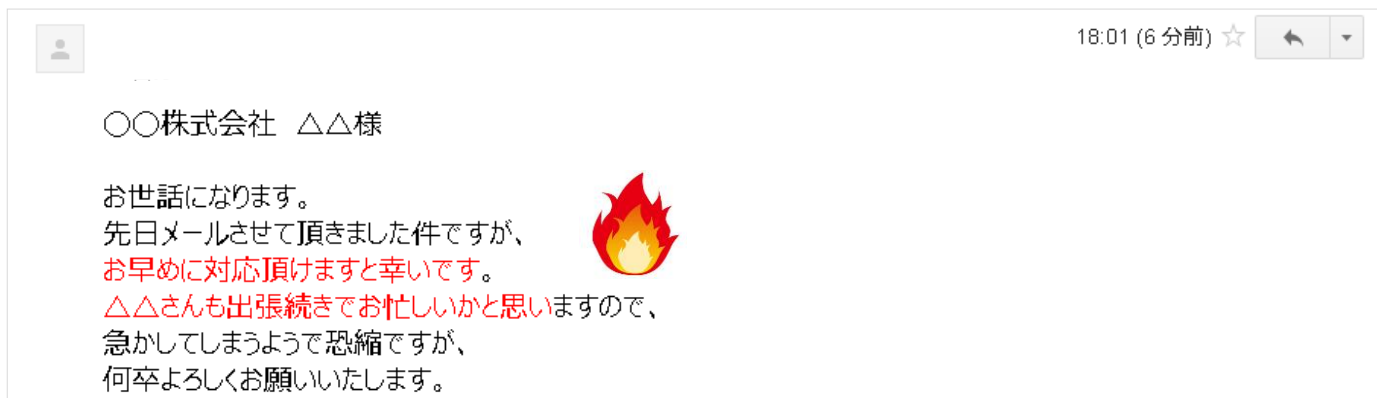 18:01 (6 分前)
○○株式会社　△△様
お世話になります。
先日メールさせて頂きました件ですが、
お早めに対応頂けますと幸いです。
△△さんも出張続きでお忙しいかと思いますので、
急かしてしまうようで恐縮ですが、
何卒よろしくお願いいたします。